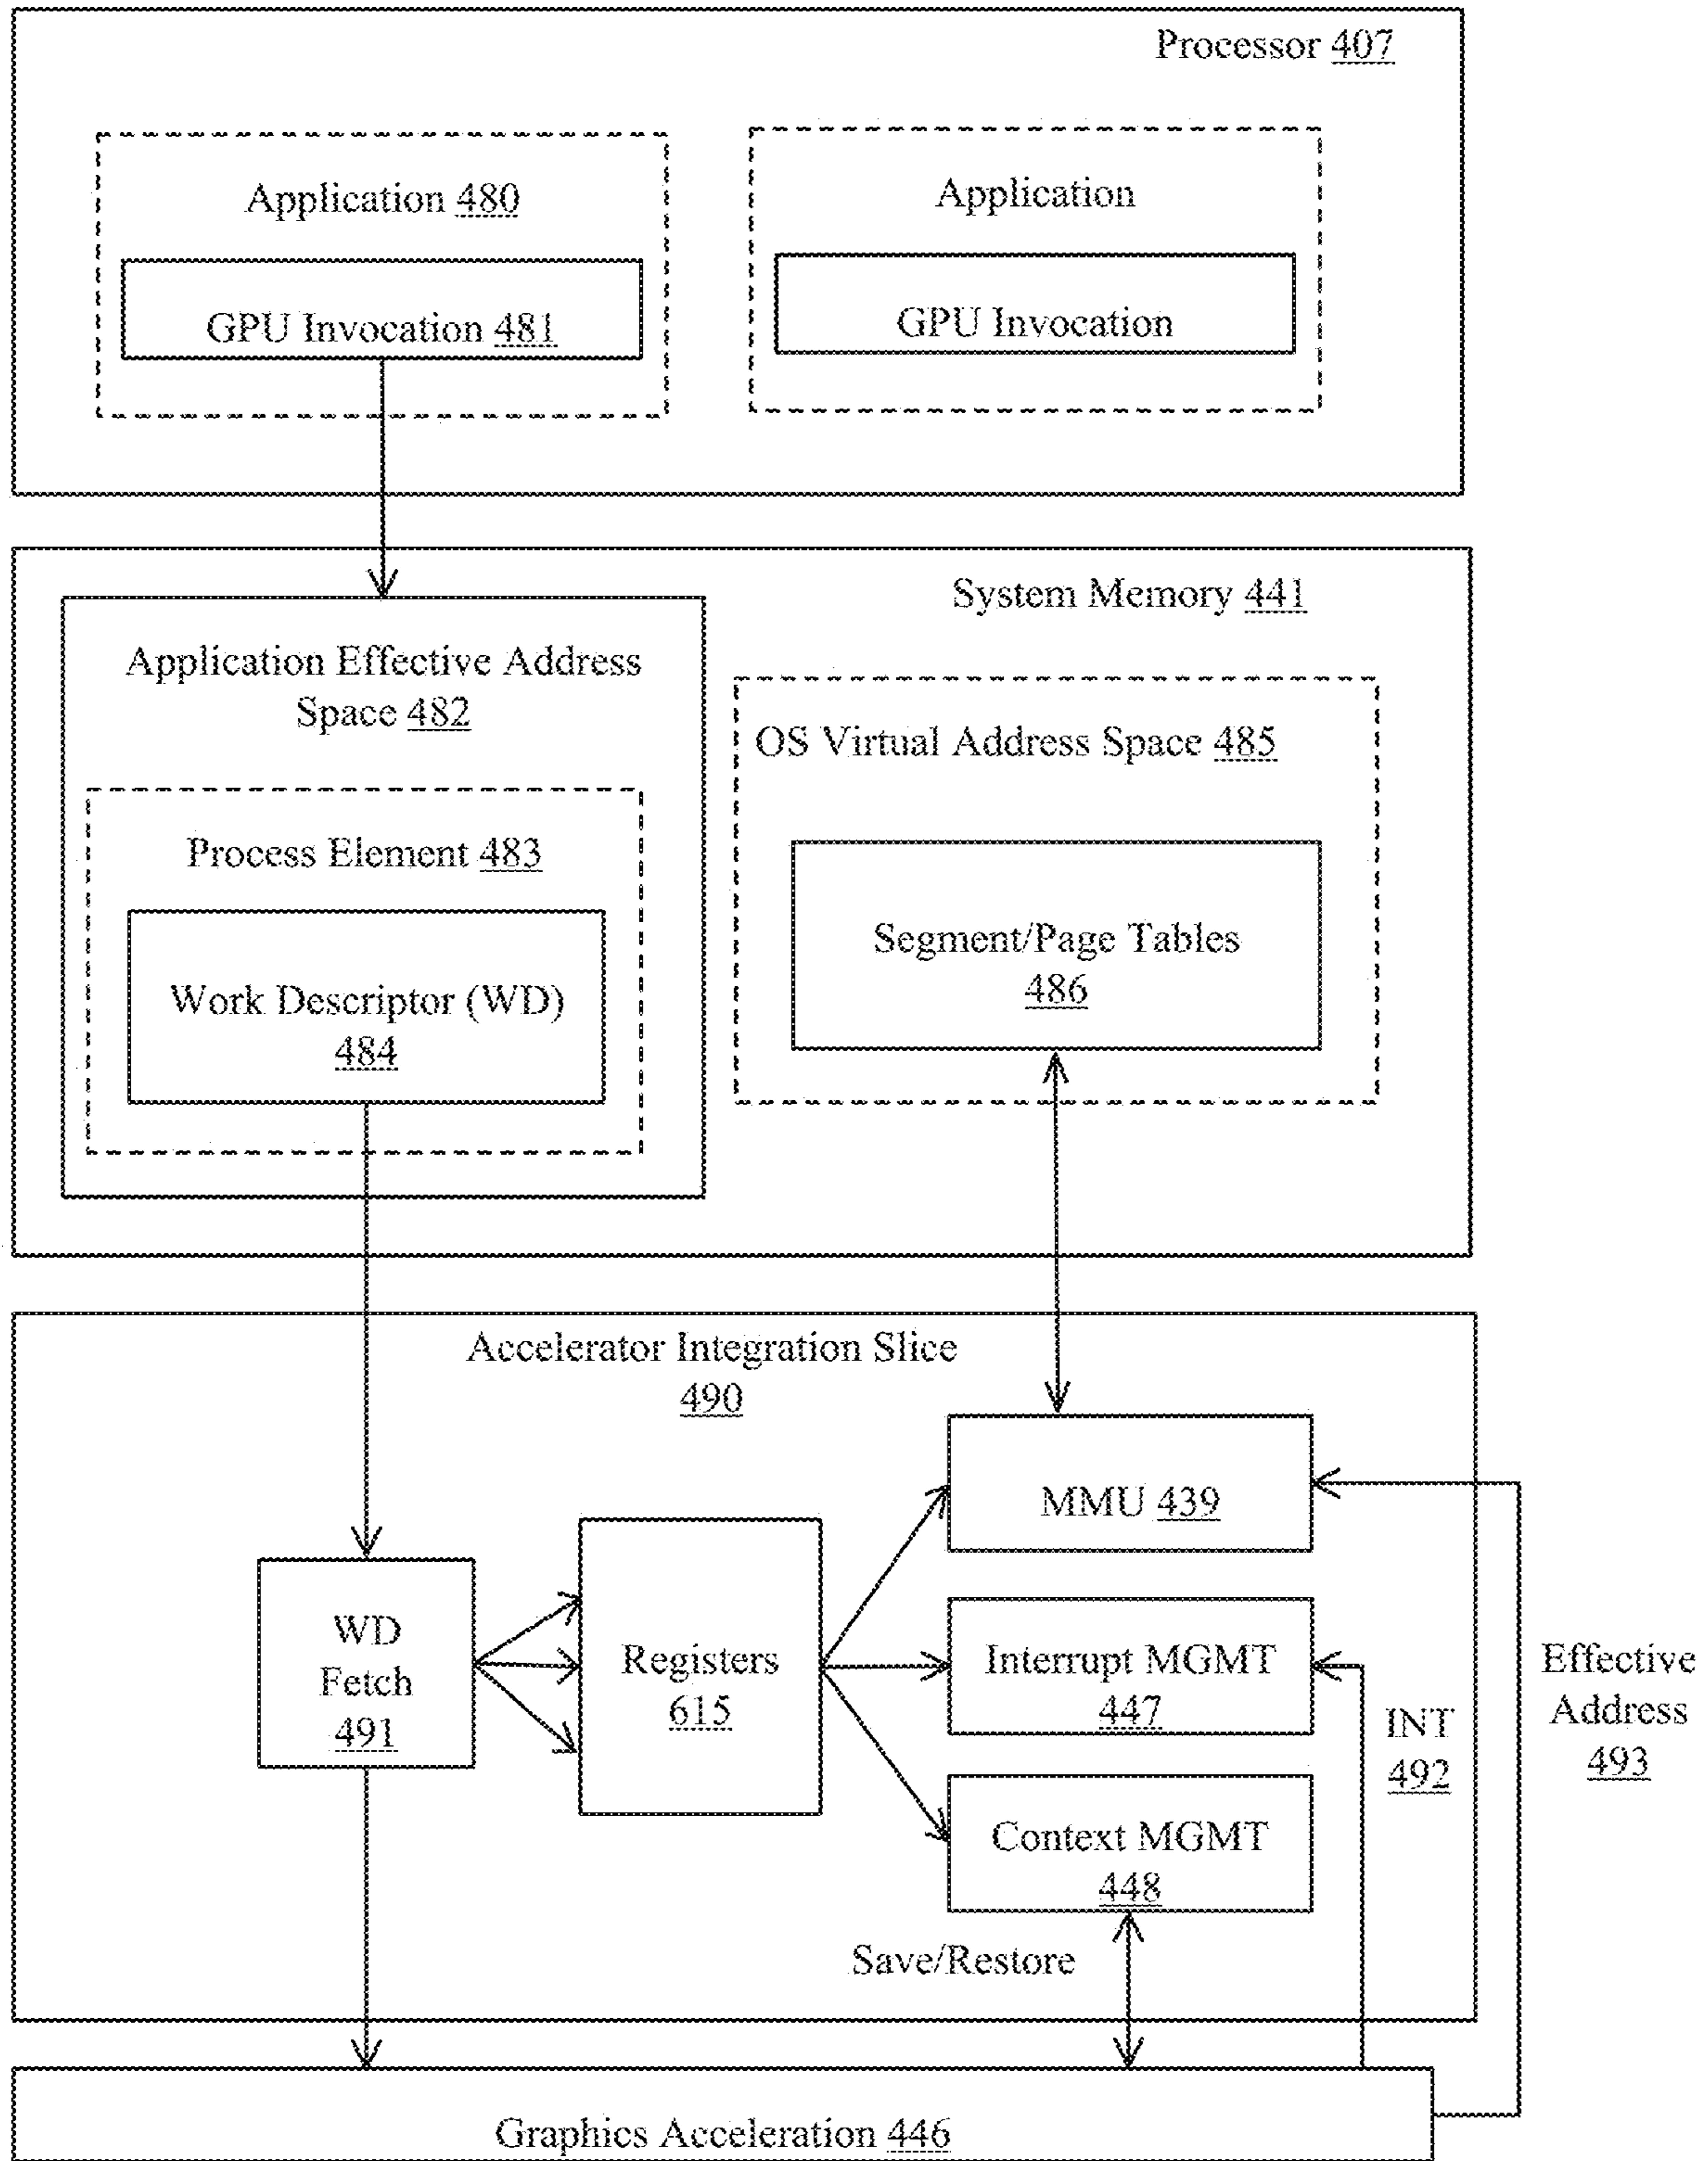 Processor 407
Application 480
Application
GPU Invocation 481
GPU Invocation
System Memory 441
Application Effective Address
Space 482
OS Virtual Address Space 485
Process Element 483
Segment/Page Tables
486
Work Descriptor (WD)
484
Accelerator Integration Slice
490
MMU 439
WD
Fetch
491
Registers
615
Interrupt MGMT
447
INT
492
Effective
Address
493
Context MGMT
448
Save/Restore
Graphics Acceleration 446